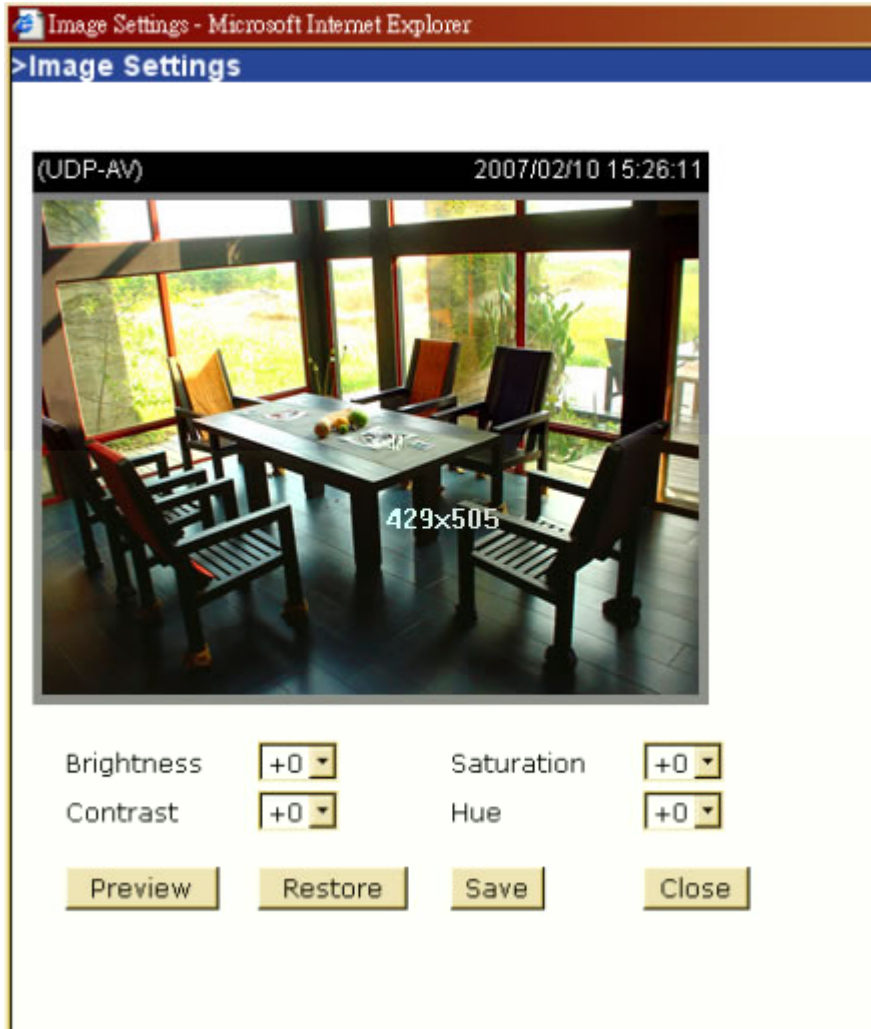 Image Settings - Microsoft Internet Explorer
>Image Settings
(UDP-AV) 2007/02/10 15:26:11
429x505
Brightness +0 Saturation +0
Contrast +0 Hue +0
Preview Restore Save Close